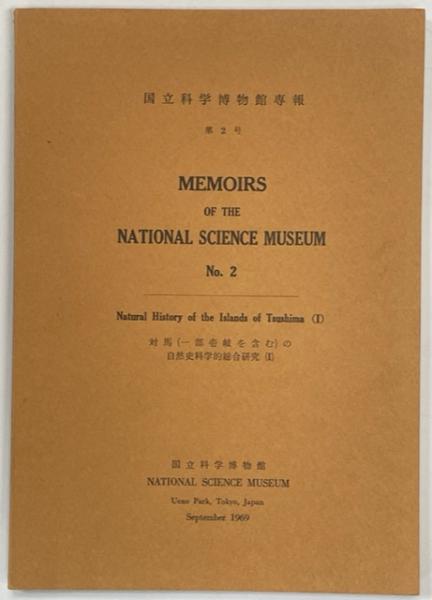 国立科学博物館専報
第2号
MEMOIRS
OF THE
NATIONAL SCIENCE MUSEUM
No. 2
Natural History of the Islands of Tsushima (I)
対馬(一部壱岐を含む)の
自然史科学的総合研究(I)
国立科学博物館
NATIONAL SCIENCE MUSEUM
Ueno Park, Tokyo, Japan
September 1969